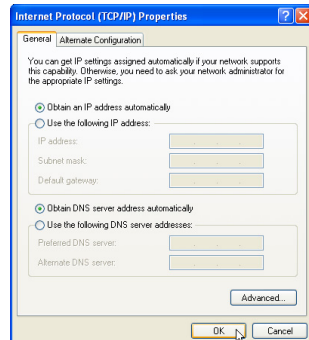 Internet Protocol (TCP/IP) Properties
General Alternate Configuration
You can get IP settings assigned automatically if your network supports
this capability. Otherwise, you need to ask your network administrator for
the appropriate IP settings.
Obtain an IP address automatically
Use the following IP address:
IP address:
Subnet mask:
Default gateway:
Obtain DNS server address automatically
Use the following DNS server addresses:
Preferred DNS server:
Alternate DNS server:
Advanced...
OK Cancel